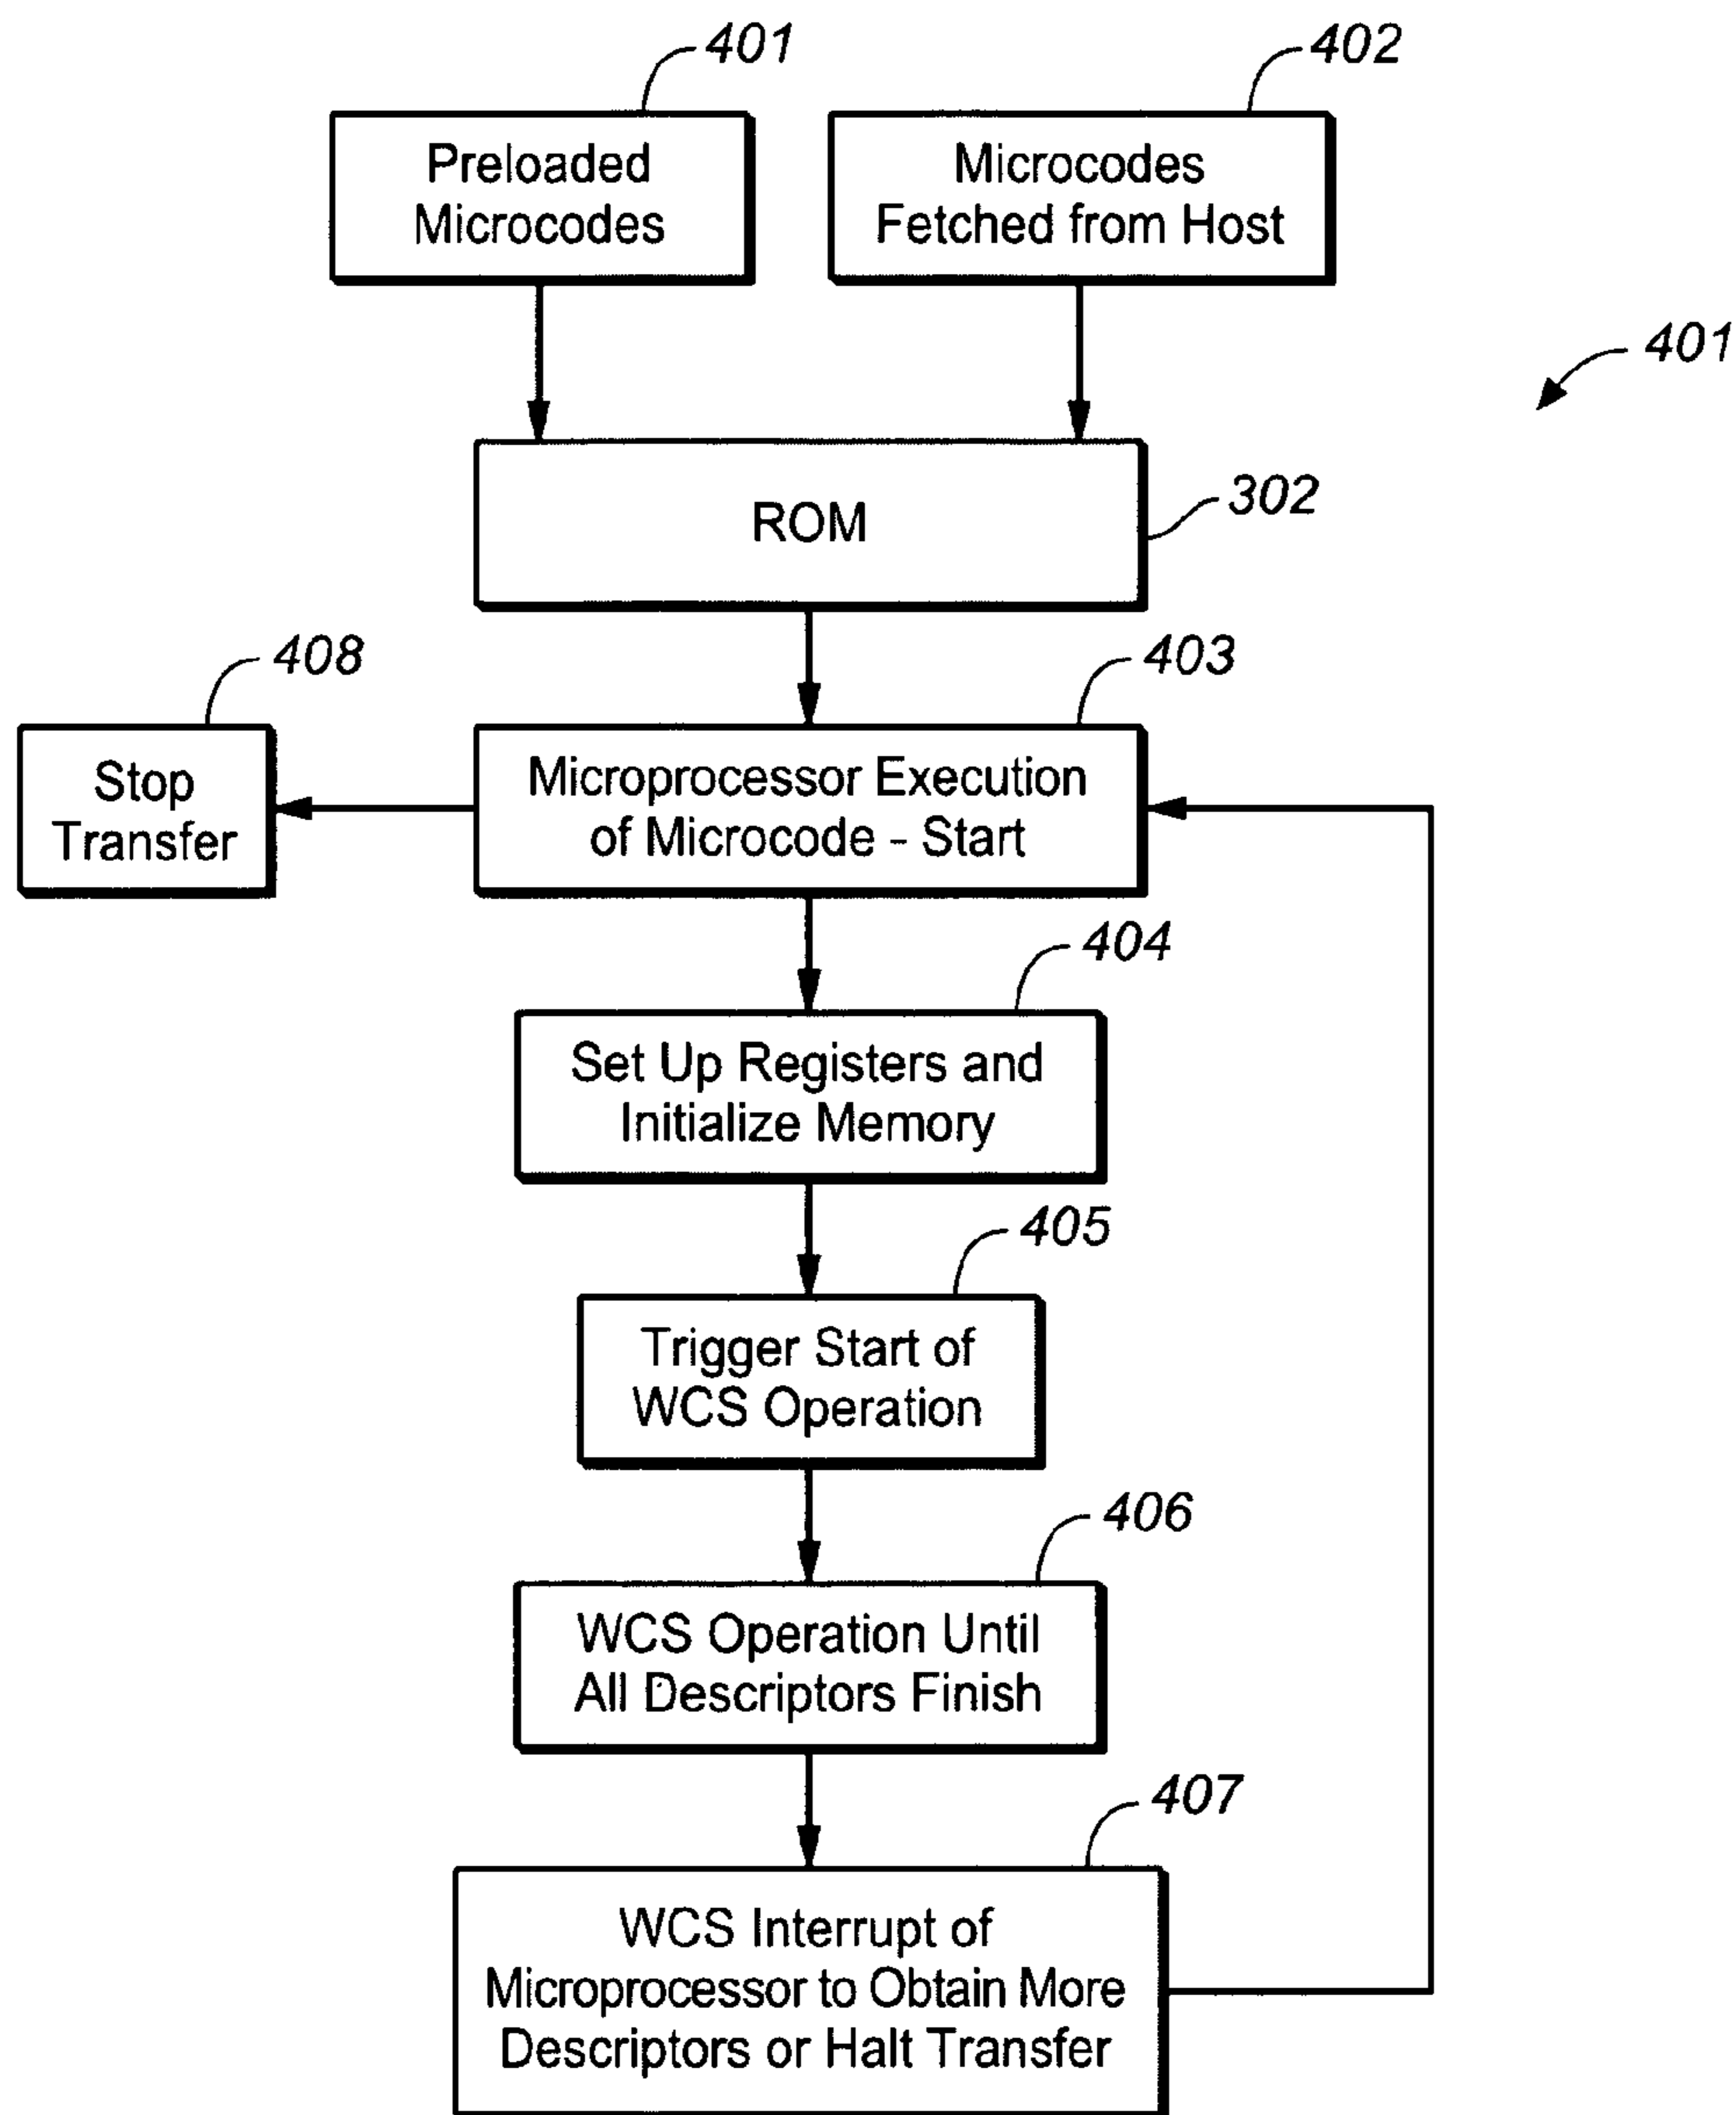 401
402
Preloaded
Microcodes
Microcodes
Fetched from Host
401
ROM
302
408
403
Stop
Transfer
Microprocessor Execution
of Microcode - Start
404
Set Up Registers and
Initialize Memory
405
Trigger Start of
WCS Operation
406
WCS Operation Until
All Descriptors Finish
407
WCS Interrupt of
Microprocessor to Obtain More
Descriptors or Halt Transfer